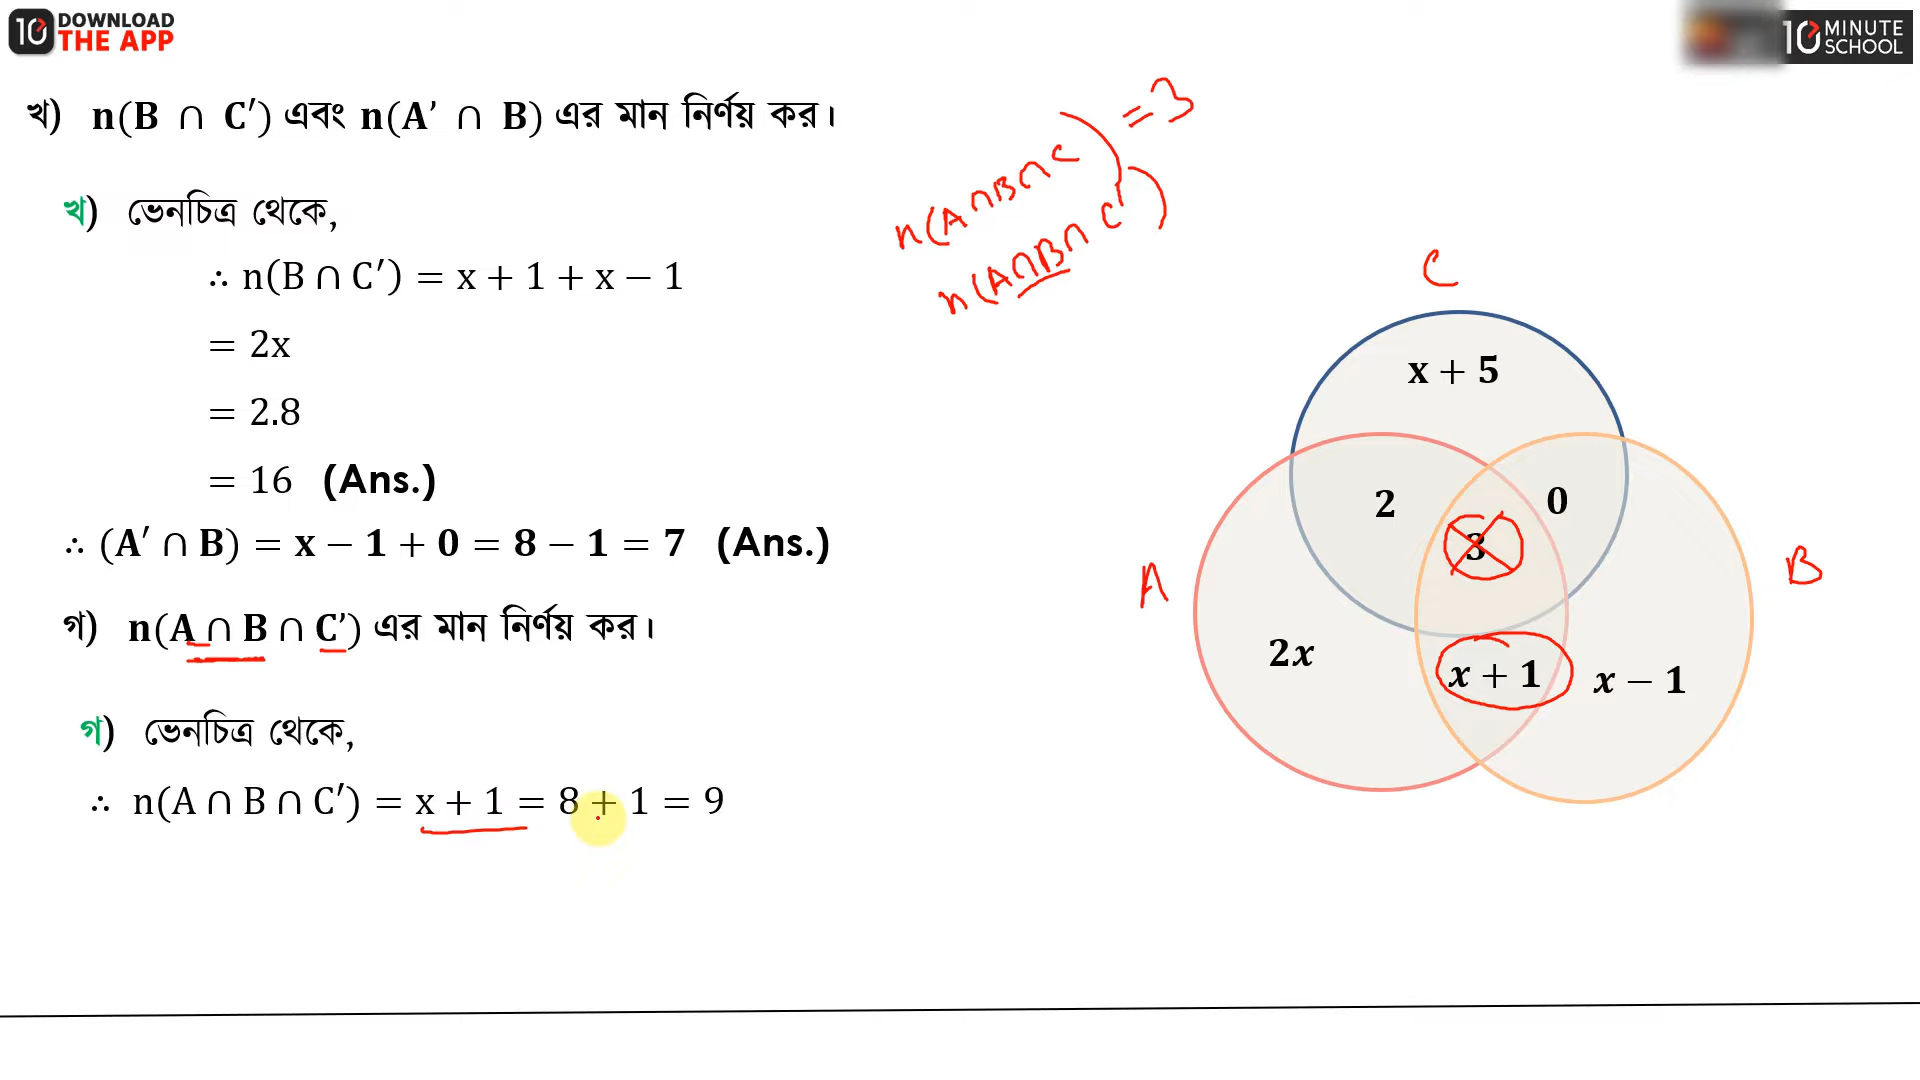 10 DOWNLOAD
THE APP
10 MINUTE
SCHOOL
খ) n(B ∩ C′) এবং n(A’ ∩ B) এর মান নির্ণয় কর।
n(A∩B∩C) = 3
n(A∩B∩C′)
খ) ভেনচিত্র থেকে,
∴ n(B ∩ C′) = x + 1 + x − 1
= 2x
= 2.8
= 16 (Ans.)
∴ (A′ ∩ B) = x − 1 + 0 = 8 − 1 = 7 (Ans.)
গ) n(A ∩ B ∩ C’) এর মান নির্ণয় কর।
গ) ভেনচিত্র থেকে,
∴ n(A ∩ B ∩ C′) = x + 1 = 8 + 1 = 9
C
x + 5
2
0
3
A
B
2x
x + 1
x − 1